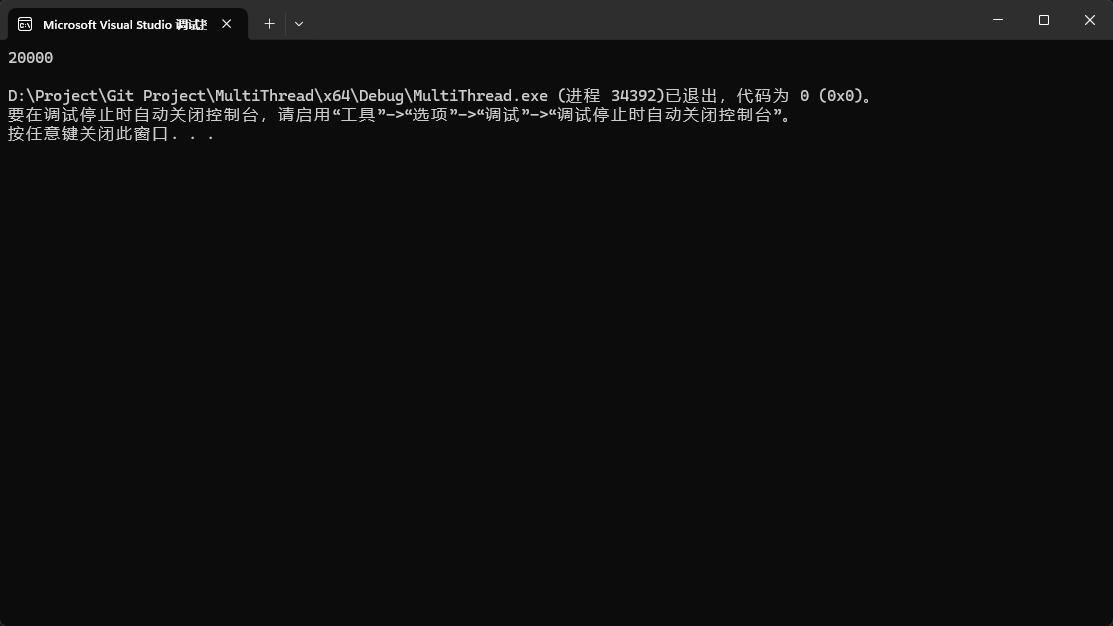 Microsoft Visual Studio 调试控
20000
D:\Project\Git Project\MultiThread\x64\Debug\MultiThread.exe (进程 34392)已退出，代码为 0 (0x0)。
要在调试停止时自动关闭控制台，请启用“工具”->“选项”->“调试”->“调试停止时自动关闭控制台”。
按任意键关闭此窗口. . .